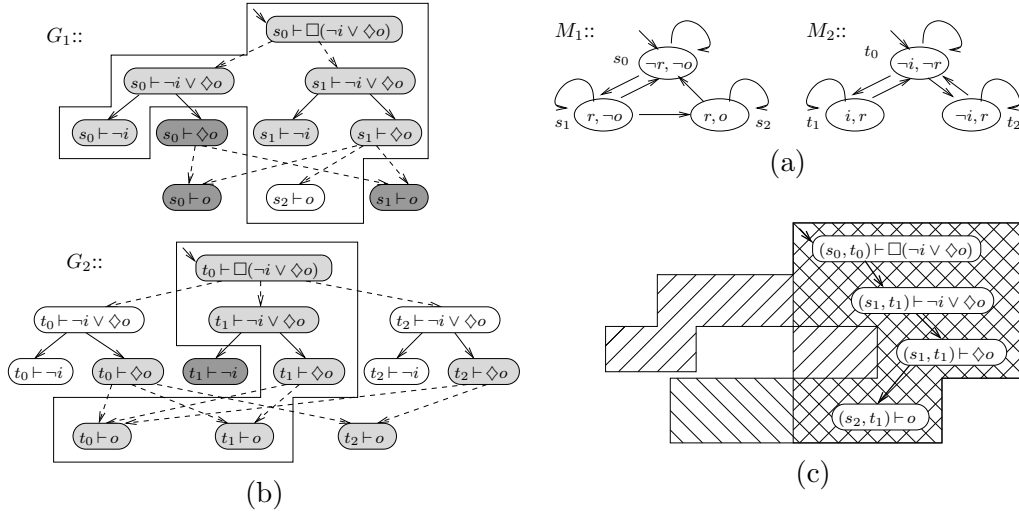 G₁::
s₀ ⊢ □(¬i ∨ ◇o)
s₀ ⊢ ¬i ∨ ◇o
s₁ ⊢ ¬i ∨ ◇o
s₀ ⊢ ¬i
s₀ ⊢ ◇o
s₁ ⊢ ¬i
s₁ ⊢ ◇o
s₀ ⊢ o
s₂ ⊢ o
s₁ ⊢ o
G₂::
t₀ ⊢ □(¬i ∨ ◇o)
t₀ ⊢ ¬i ∨ ◇o
t₁ ⊢ ¬i ∨ ◇o
t₂ ⊢ ¬i ∨ ◇o
t₀ ⊢ ¬i
t₀ ⊢ ◇o
t₁ ⊢ ¬i
t₁ ⊢ ◇o
t₂ ⊢ ¬i
t₂ ⊢ ◇o
t₀ ⊢ o
t₁ ⊢ o
t₂ ⊢ o
(b)
M₁::
s₀
¬r, ¬o
s₁
r, ¬o
r, o
s₂
M₂::
t₀
¬i, ¬r
t₁
i, r
¬i, r
t₂
(a)
(s₀, t₀) ⊢ □(¬i ∨ ◇o)
(s₁, t₁) ⊢ ¬i ∨ ◇o
(s₁, t₁) ⊢ ◇o
(s₂, t₁) ⊢ o
(c)